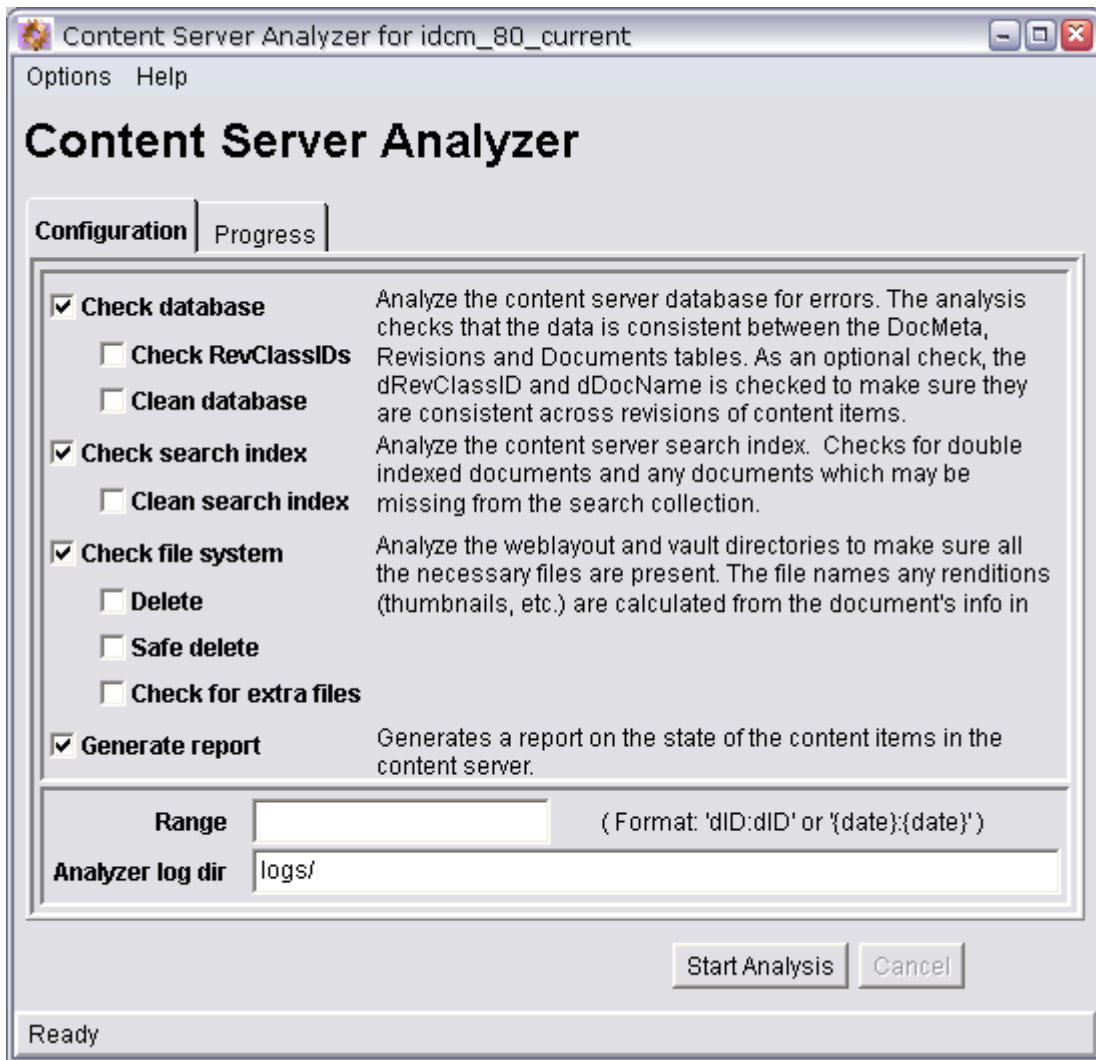 Content Server Analyzer for idcm_80_current
Options Help
Content Server Analyzer
Configuration Progress
Check database
Analyze the content server database for errors. The analysis
checks that the data is consistent between the DocMeta,
Revisions and Documents tables. As an optional check, the
dRevClassID and dDocName is checked to make sure they
are consistent across revisions of content items.
Check RevClassIDs
Clean database
Check search index
Analyze the content server search index.  Checks for double
indexed documents and any documents which may be
missing from the search collection.
Clean search index
Check file system
Analyze the weblayout and vault directories to make sure all
the necessary files are present. The file names any renditions
(thumbnails, etc.) are calculated from the document's info in
Delete
Safe delete
Check for extra files
Generate report
Generates a report on the state of the content items in the
content server.
Range ( Format: 'dID:dID' or '{date}:{date}' )
Analyzer log dir logs/
Start Analysis Cancel
Ready